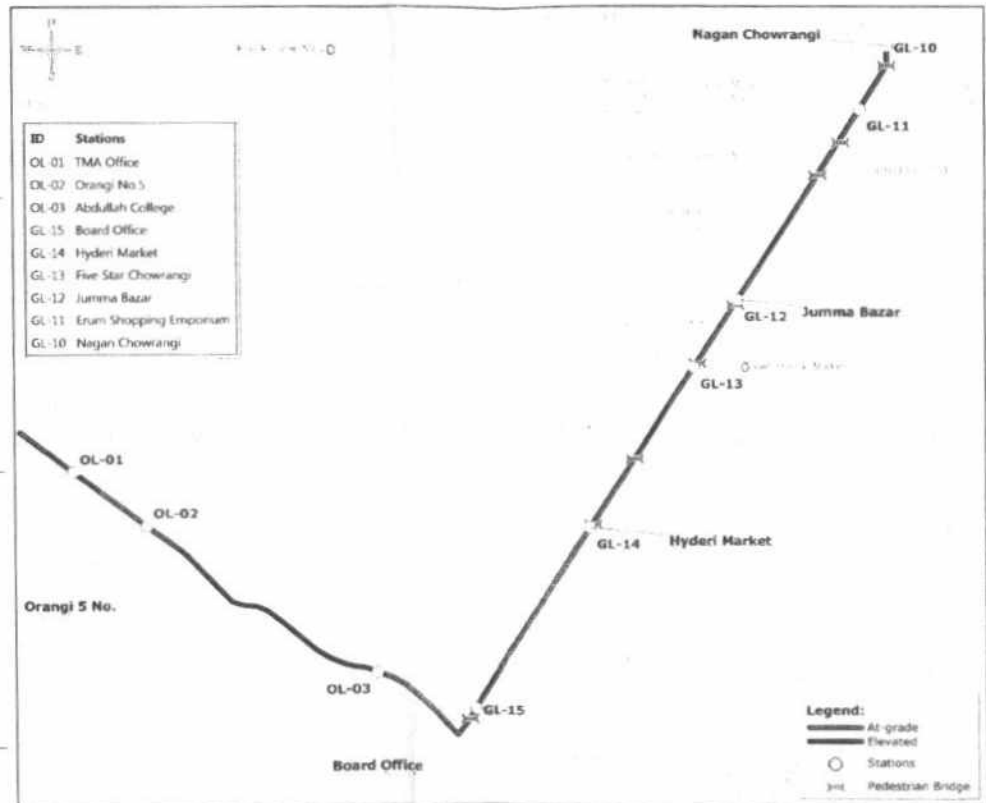 Nagan Chowrangi
GL-10
GL-11
ID Stations
OL-01 TMA Office
OL-02 Orangi No.5
OL-03 Abdullah College
GL-15 Board Office
GL-14 Hyderi Market
GL-13 Five Star Chowrangi
GL-12 Jumma Bazar
GL-11 Erum Shopping Emporium
GL-10 Nagan Chowrangi
GL-12 Jumma Bazar
GL-13
OL-01
OL-02
GL-14 Hyderi Market
Orangi 5 No.
OL-03
GL-15
Board Office
Legend:
At-grade
Elevated
Stations
Pedestrian Bridge